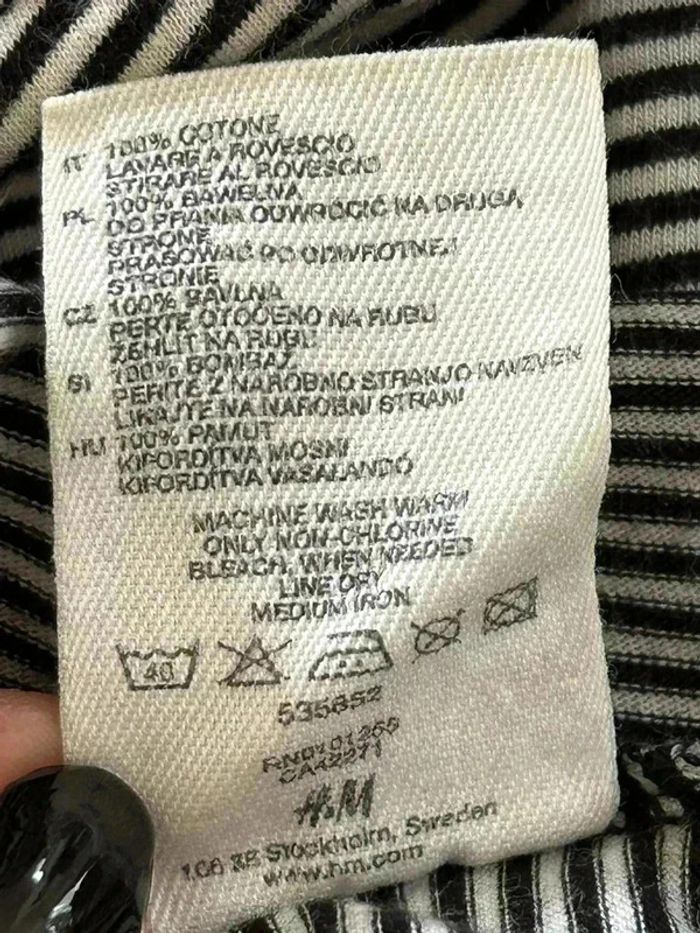 IT 100% COTONE
LAVARE A ROVESCIO
STIRARE AL ROVESCIO
PL 100% BAWEŁNA
DO PRANIA ODWRÓCIĆ NA DRUGĄ
STRONĘ
PRASOWAĆ PO ODWROTNEJ
STRONIE
CZ 100% BAVLNA
PERTE OTOČENO NA RUBU
ŽEHLIT NA RUBU
SI 100% BOMBAŽ
PERITE Z NAROBNO STRANJO NAVZVEN
LIKAJTE NA NAROBNI STRANI
HU 100% PAMUT
KIFORDÍTVA MOSNI
KIFORDÍTVA VASALANDÓ
MACHINE WASH WARM
ONLY NON-CHLORINE
BLEACH, WHEN NEEDED
LINE DRY
MEDIUM IRON
40
535852
RN0101255
CA42271
H&M
106 38 Stockholm, Sweden
www.hm.com